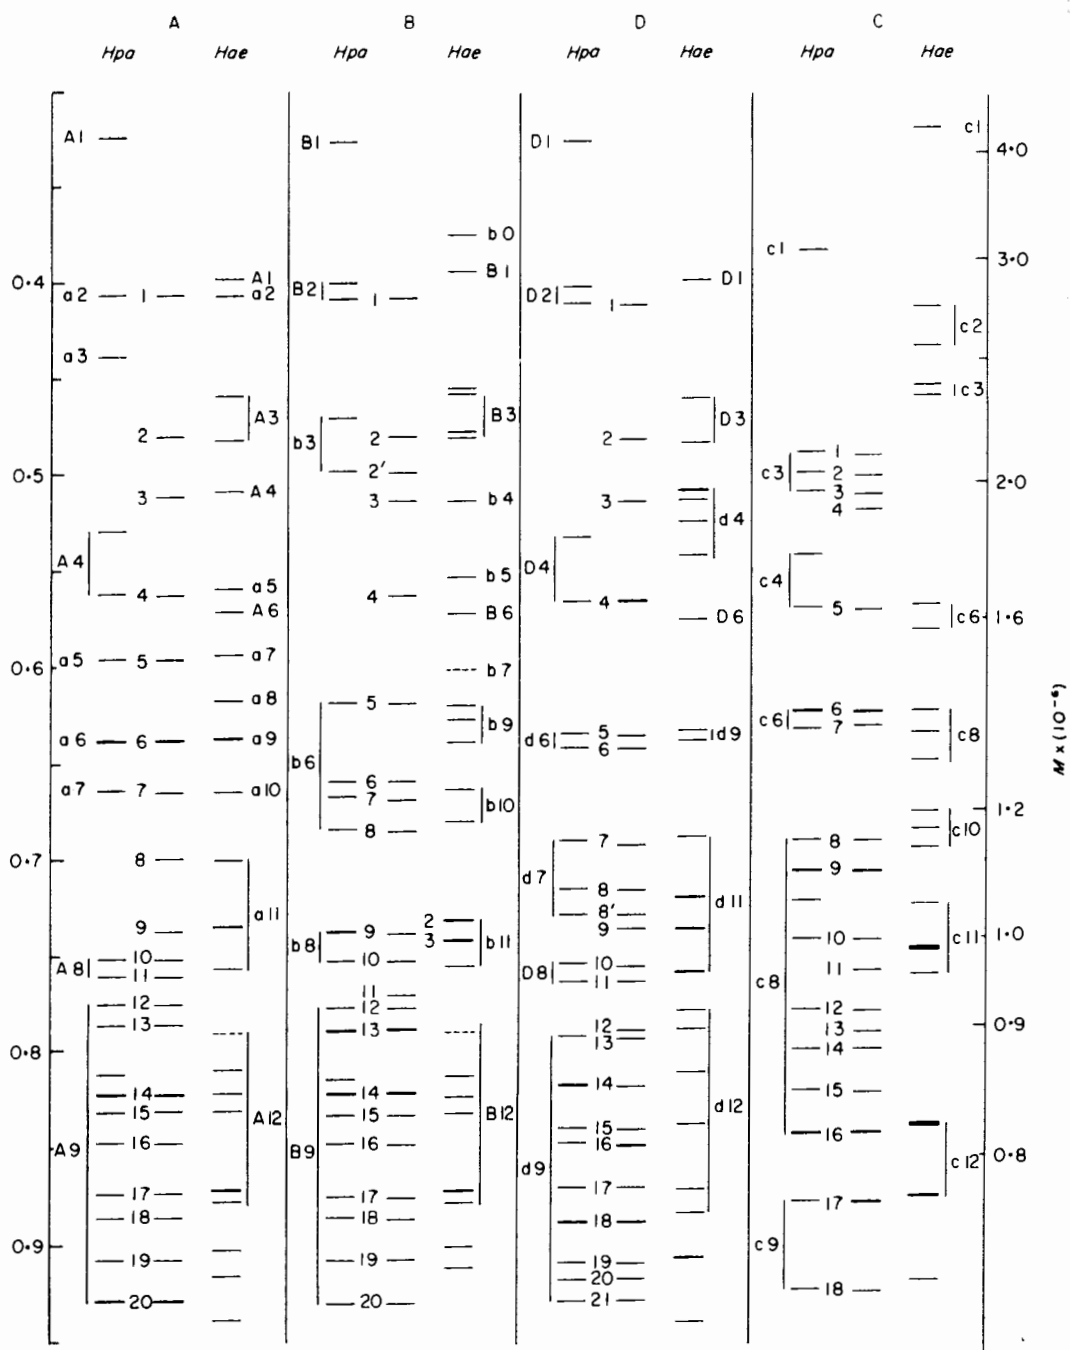 A B D C
Hpa Hae Hpa Hae Hpa Hae Hpa Hae
c1
A1 B1 D1 4·0
b0
c1 3·0
0·4 A1 B1 D1
a2 1 a2 B2 1 D2 1 c2
a3
c3
A3 B3 D3
2 b3 2 2 1
0·5 2' c3 2 2·0
3 A4 3 b4 3 d4 3
4
A4 D4 c4
4 a5 4 b5 4 5
A6 B6 D6 c6 1·6
0·6 a5 5 a7 b7
a8 5 b9 c6 6
a6 6 a9 d6 5 d9 7 c8
b6 6 6
a7 7 a10 7 b10 1·2
8 7 8 c10
0·7 8 d7 9
a11 8 d11
9 b8 9 2 b11 8' 10 c11 1·0
3 9
A8 10 10 D8 10 c8 11
11 11 11
12 12 12 12
13 13 13 13 0·9
0·8 14
14 14 14 15
15 A12 15 B12 15 d12 16
A9 16 B9 16 d9 16 c12 0·8
17 17 17 17
18 18 18
0·9 19 19 19 c9
20 18
20 20 21
M x (10⁻⁶)